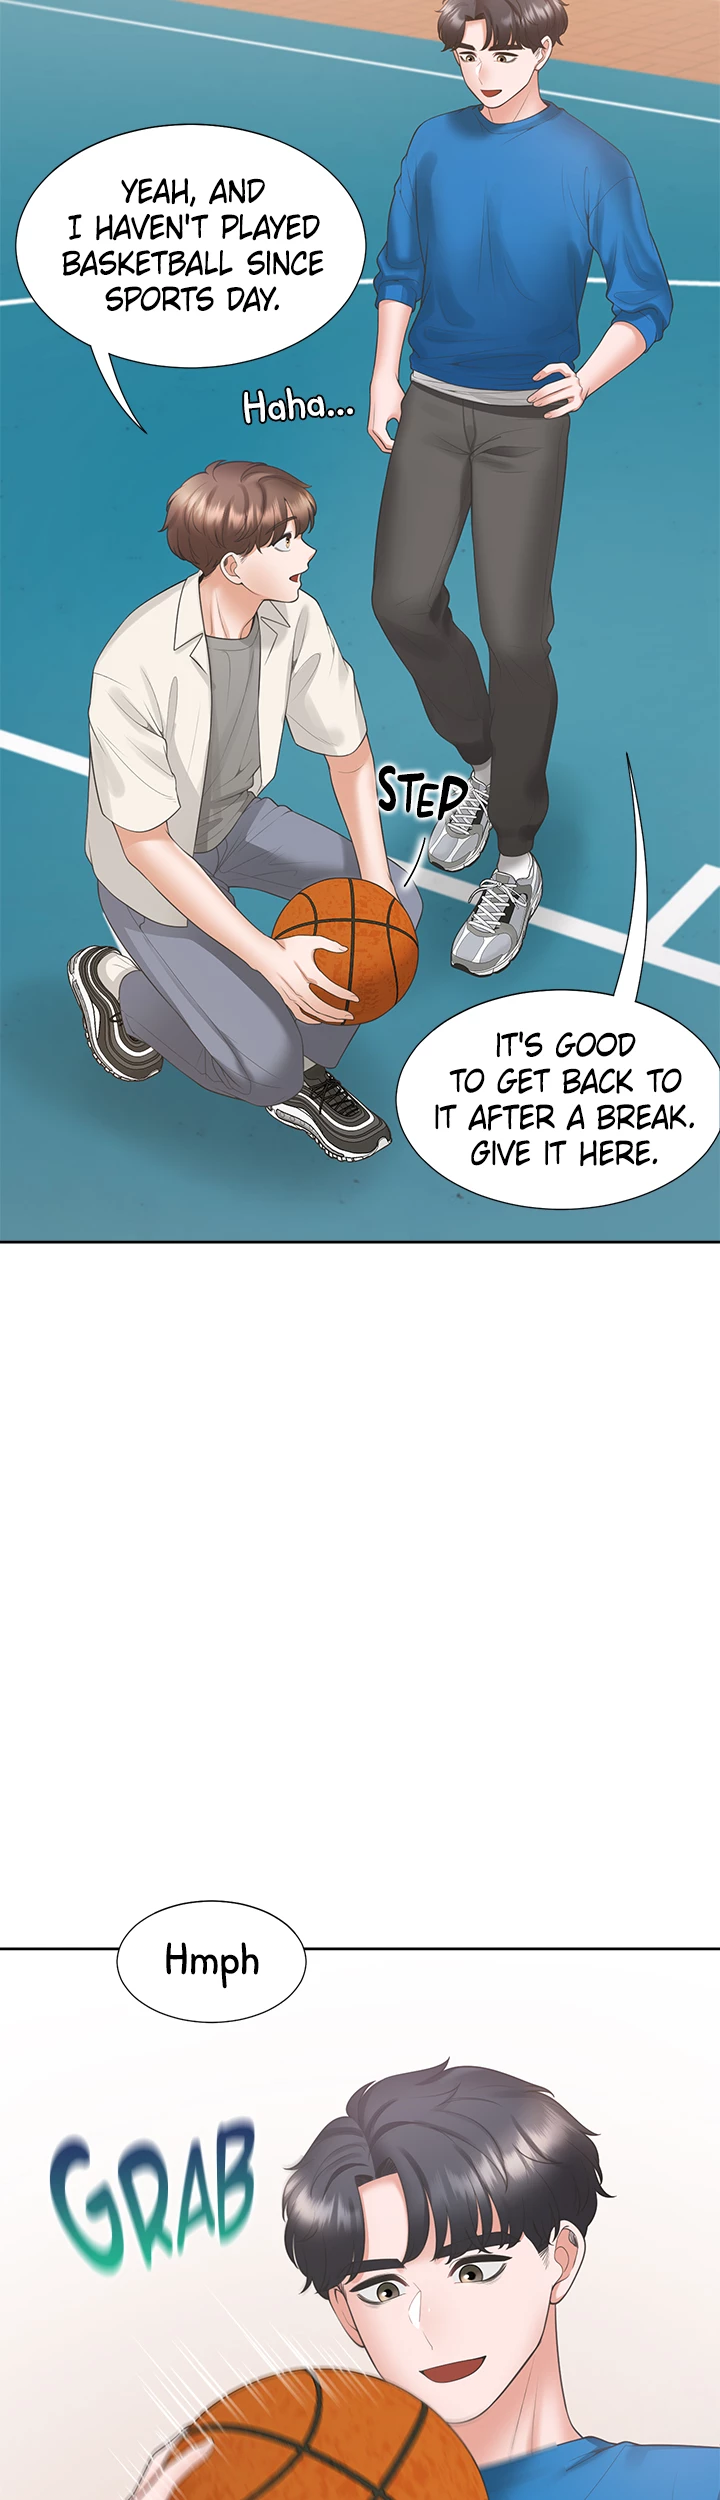 YEAH, AND
I HAVEN'T PLAYED
BASKETBALL SINCE
SPORTS DAY.
Haha...
STEP
IT'S GOOD
TO GET BACK TO
IT AFTER A BREAK.
GIVE IT HERE.
Hmph
GRAB